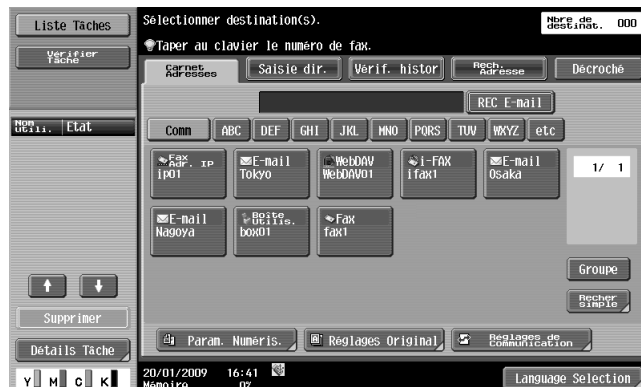 Liste Tâches
Vérifier
Tâche
Nom
Utili.
Etat
Supprimer
Détails Tâche
Y M C K
Sélectionner destination(s).
Taper au clavier le numéro de fax.
Nbre de
destinat. 000
Carnet
Adresses
Saisie dir.
Vérif. histor
Rech.
Adresse
Décroché
REC E-mail
Comm ABC DEF GHI JKL MNO PQRS TUV WXYZ etc
Fax
Adr. IP
ip01
E-mail
Tokyo
WebDAV
WebDAV01
i-FAX
ifax1
E-mail
Osaka
1/ 1
E-mail
Nagoya
Boîte
Utilis.
box01
Fax
fax1
Groupe
Recher
simple
Param. Numéris.
Réglages Original
Réglages de
communication
20/01/2009 16:41
Mémoire 0%
Language Selection